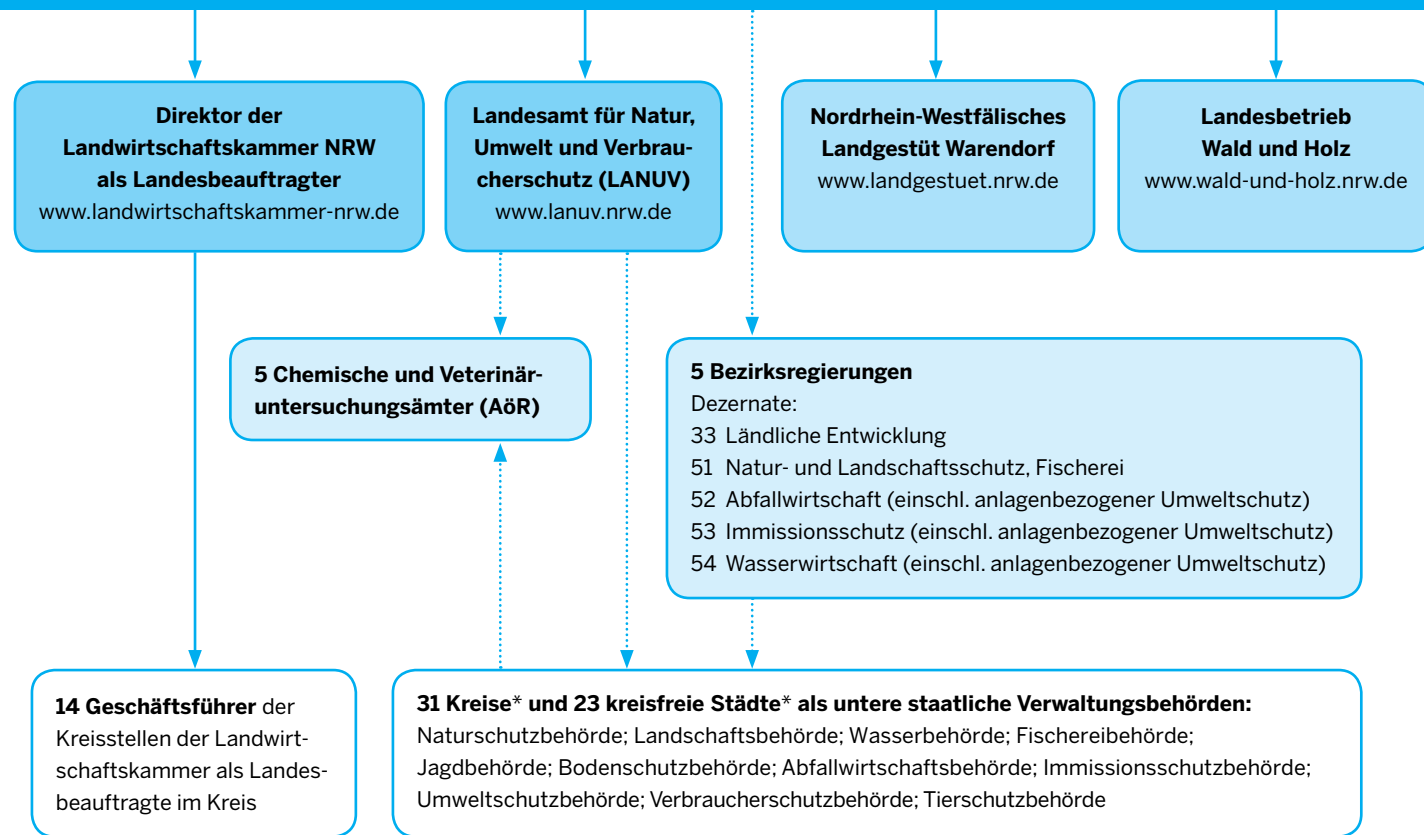 Direktor der
Landwirtschaftskammer NRW
als Landesbeauftragter
www.landwirtschaftskammer-nrw.de
Landesamt für Natur,
Umwelt und Verbrau-
cherschutz (LANUV)
www.lanuv.nrw.de
Nordrhein-Westfälisches
Landgestüt Warendorf
www.landgestuet.nrw.de
Landesbetrieb
Wald und Holz
www.wald-und-holz.nrw.de
5 Chemische und Veterinär-
untersuchungsämter (AöR)
5 Bezirksregierungen
Dezernate:
33 Ländliche Entwicklung
51 Natur- und Landschaftsschutz, Fischerei
52 Abfallwirtschaft (einschl. anlagenbezogener Umweltschutz)
53 Immissionsschutz (einschl. anlagenbezogener Umweltschutz)
54 Wasserwirtschaft (einschl. anlagenbezogener Umweltschutz)
14 Geschäftsführer der
Kreisstellen der Landwirt-
schaftskammer als Landes-
beauftragte im Kreis
31 Kreise* und 23 kreisfreie Städte* als untere staatliche Verwaltungsbehörden:
Naturschutzbehörde; Landschaftsbehörde; Wasserbehörde; Fischereibehörde;
Jagdbehörde; Bodenschutzbehörde; Abfallwirtschaftsbehörde; Immissionsschutzbehörde;
Umweltschutzbehörde; Verbraucherschutzbehörde; Tierschutzbehörde